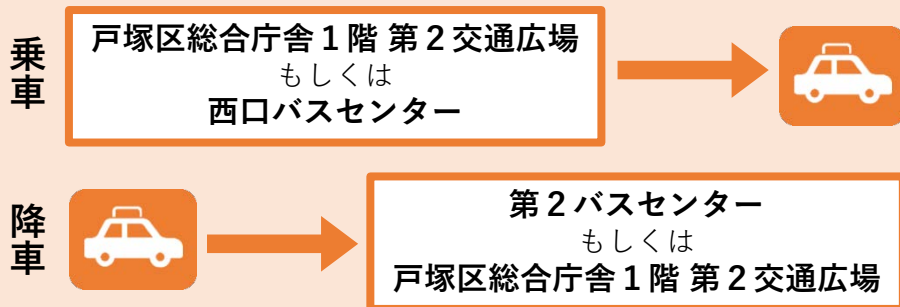 乗車
戸塚区総合庁舎１階 第２交通広場
もしくは
西口バスセンター
降車
第２バスセンター
もしくは
戸塚区総合庁舎１階 第２交通広場